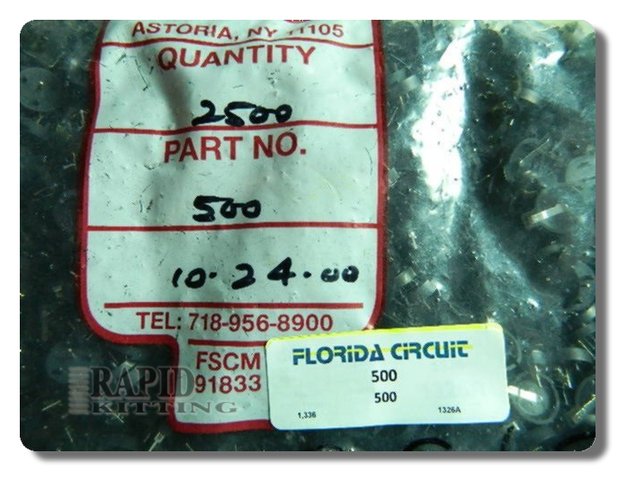 ASTORIA, NY 11105
QUANTITY
2500
PART NO.
500
10·24·00
TEL: 718-956-8900
FSCM
91833
FLORIDA CIRCUIT
500
500
1,336 1326A
RAPID
KITTING